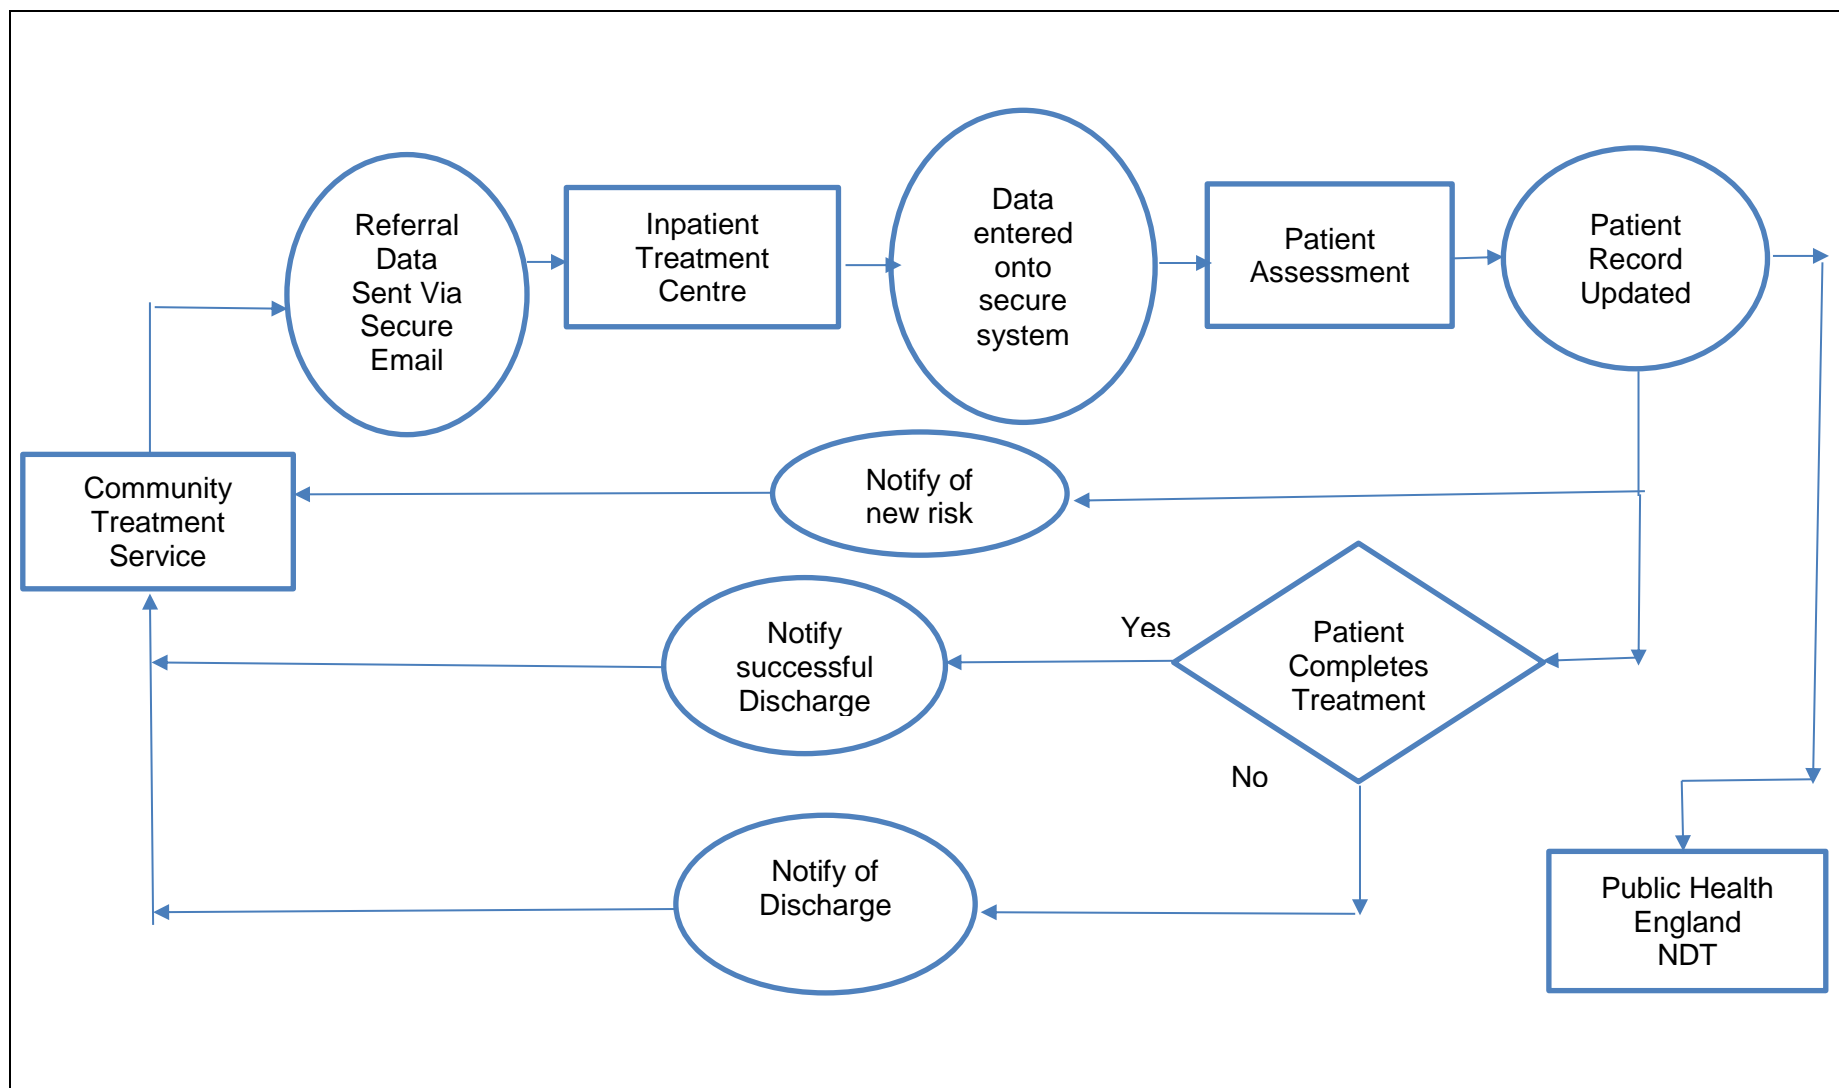 Referral
Data
Sent Via
Secure
Email
Inpatient
Treatment
Centre
Data
entered
onto
secure
system
Patient
Assessment
Patient
Record
Updated
Community
Treatment
Service
Notify of
new risk
Notify
successful
Discharge
Yes
Patient
Completes
Treatment
No
Notify of
Discharge
Public Health
England
NDT